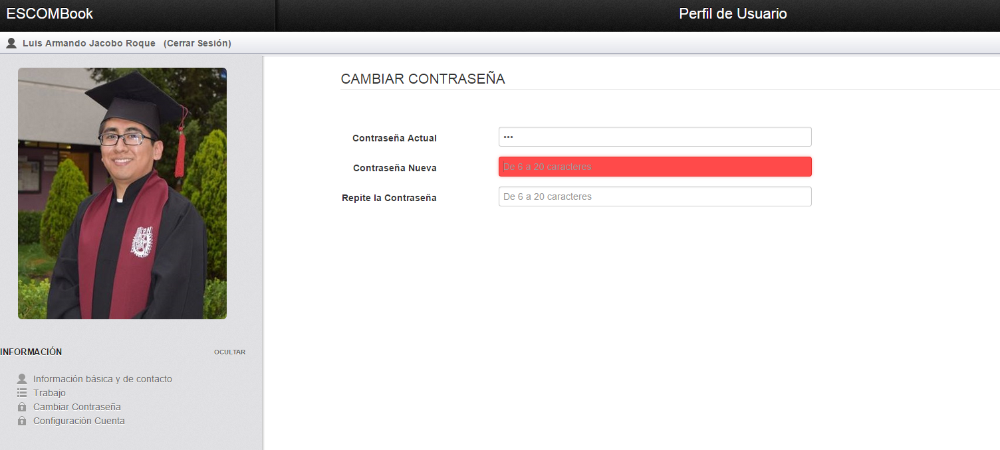 ESCOMBook
Perfil de Usuario
Luis Armando Jacobo Roque (Cerrar Sesión)
IPN
INFORMACIÓN
OCULTAR
Información básica y de contacto
Trabajo
Cambiar Contraseña
Configuración Cuenta
CAMBIAR CONTRASEÑA
Contraseña Actual •••
Contraseña Nueva De 6 a 20 caracteres
Repite la Contraseña De 6 a 20 caracteres